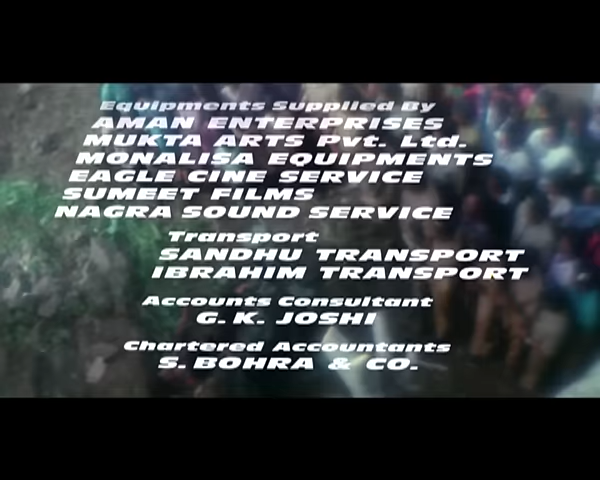 Equipments Supplied By
AMAN ENTERPRISES
MUKTA ARTS Pvt. Ltd.
MONALISA EQUIPMENTS
EAGLE CINE SERVICE
SUMEET FILMS
NAGRA SOUND SERVICE
Transport
SANDHU TRANSPORT
IBRAHIM TRANSPORT
Accounts Consultant
G. K. JOSHI
Chartered Accountants
S. BOHRA & CO.